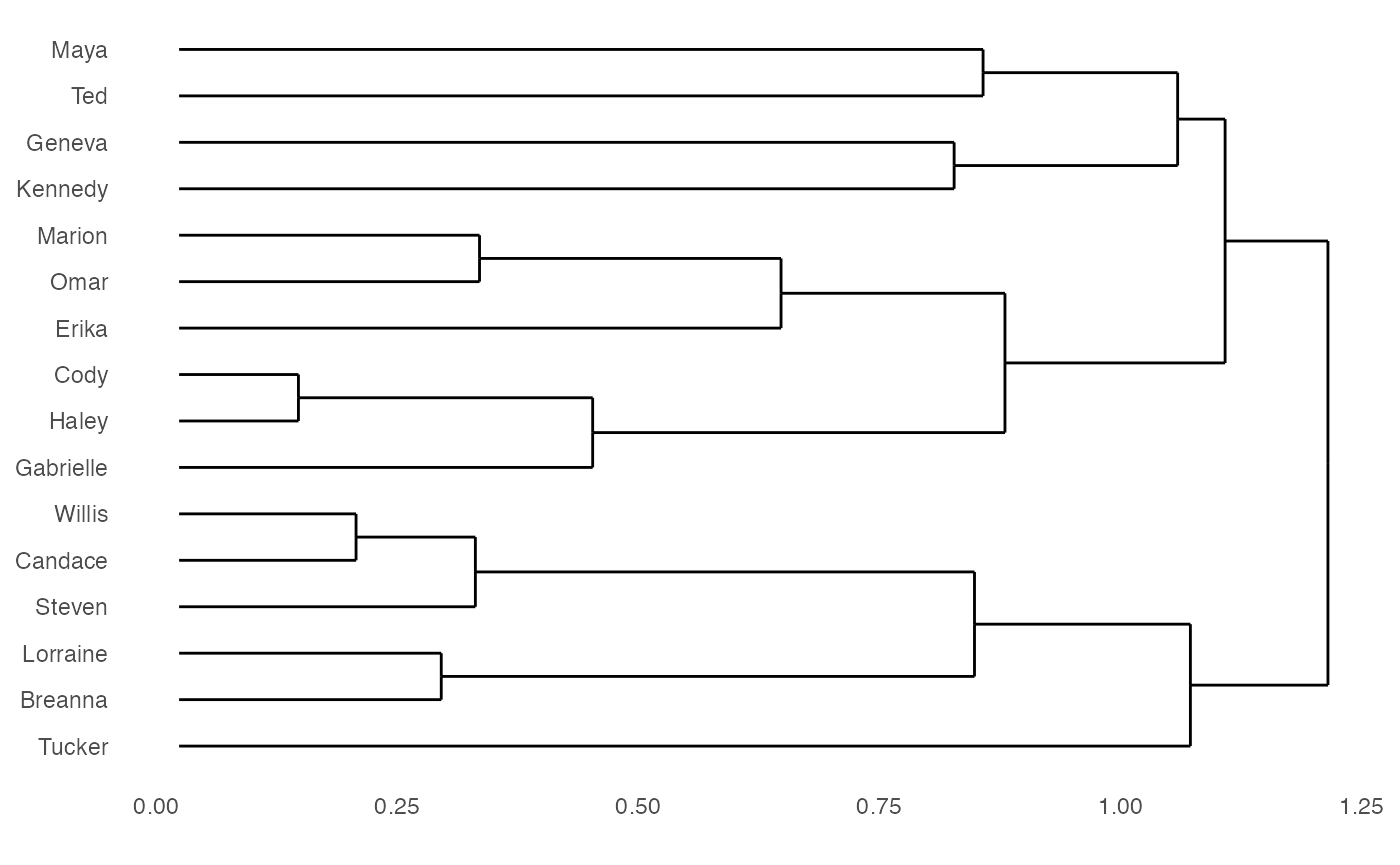 Maya
Ted
Geneva
Kennedy
Marion
Omar
Erika
Cody
Haley
Gabrielle
Willis
Candace
Steven
Lorraine
Breanna
Tucker
0.00 0.25 0.50 0.75 1.00 1.25